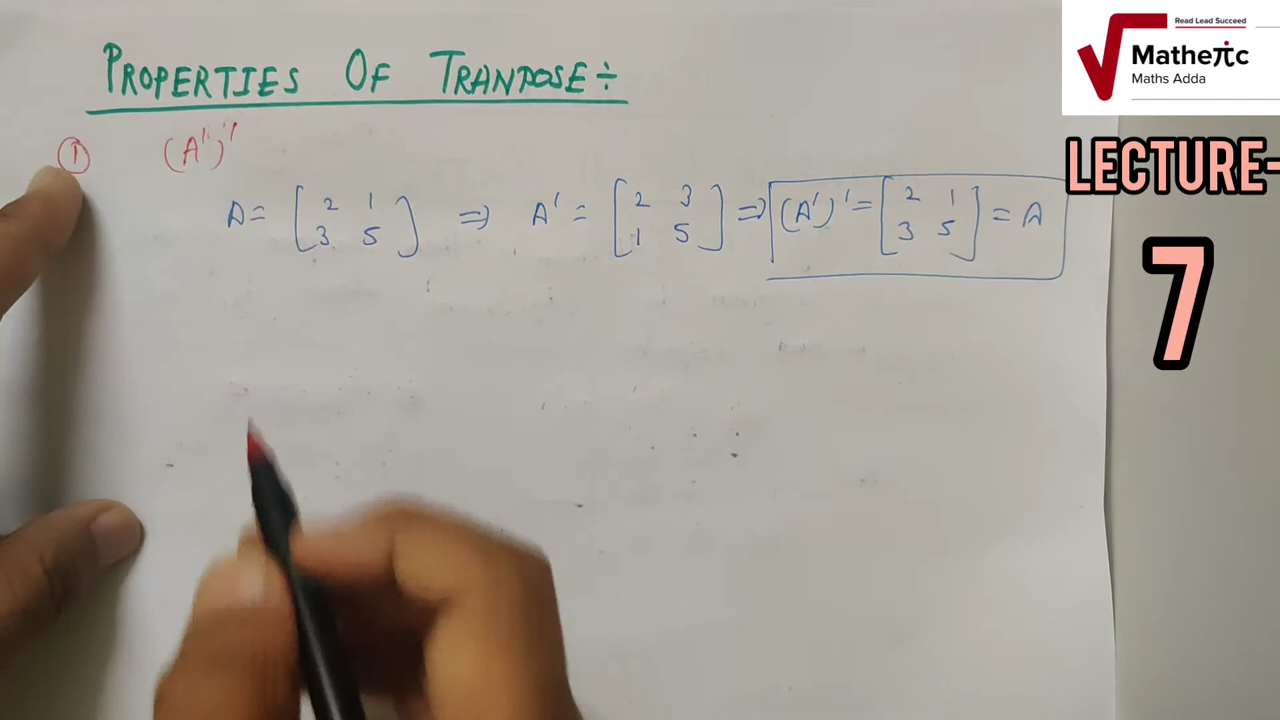 PROPERTIES OF TRANPOSE÷
① (A')'
A = [2 1 3 5] ⇒ A' = [2 3 1 5] ⇒ (A')' = [2 1 3 5] = A
Read Lead Succeed
Matheπc
Maths Adda
LECTURE-
7